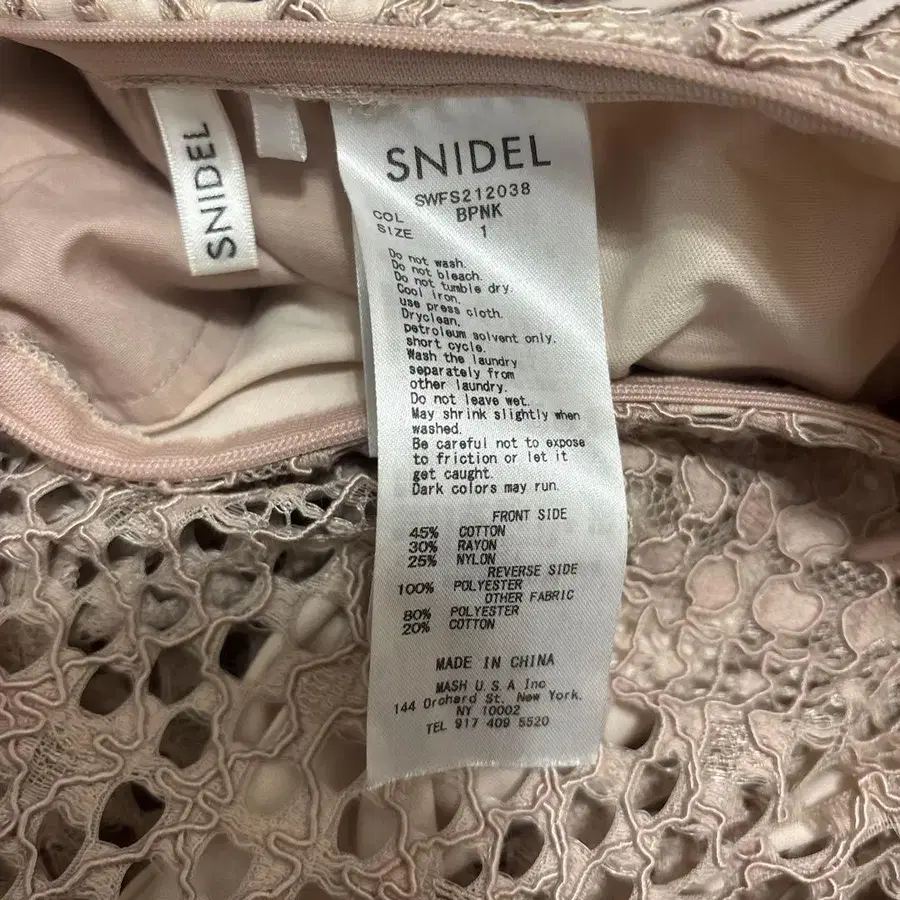 SNIDEL
SNIDEL
SWFS212038
COL BPNK
SIZE 1
Do not wash.
Do not bleach.
Do not tumble dry.
Cool iron.
use press cloth.
Dryclean.
petroleum solvent only.
short cycle.
Wash the laundry
separately from
other laundry.
Do not leave wet.
May shrink slightly when
washed.
Be careful not to expose
to friction or let it
get caught.
Dark colors may run.
FRONT SIDE
45% COTTON
30% RAYON
25% NYLON
REVERSE SIDE
100% POLYESTER
OTHER FABRIC
80% POLYESTER
20% COTTON
MADE IN CHINA
MASH U.S.A Inc
144 Orchard St. New York.
NY 10002
TEL 917 409 5520